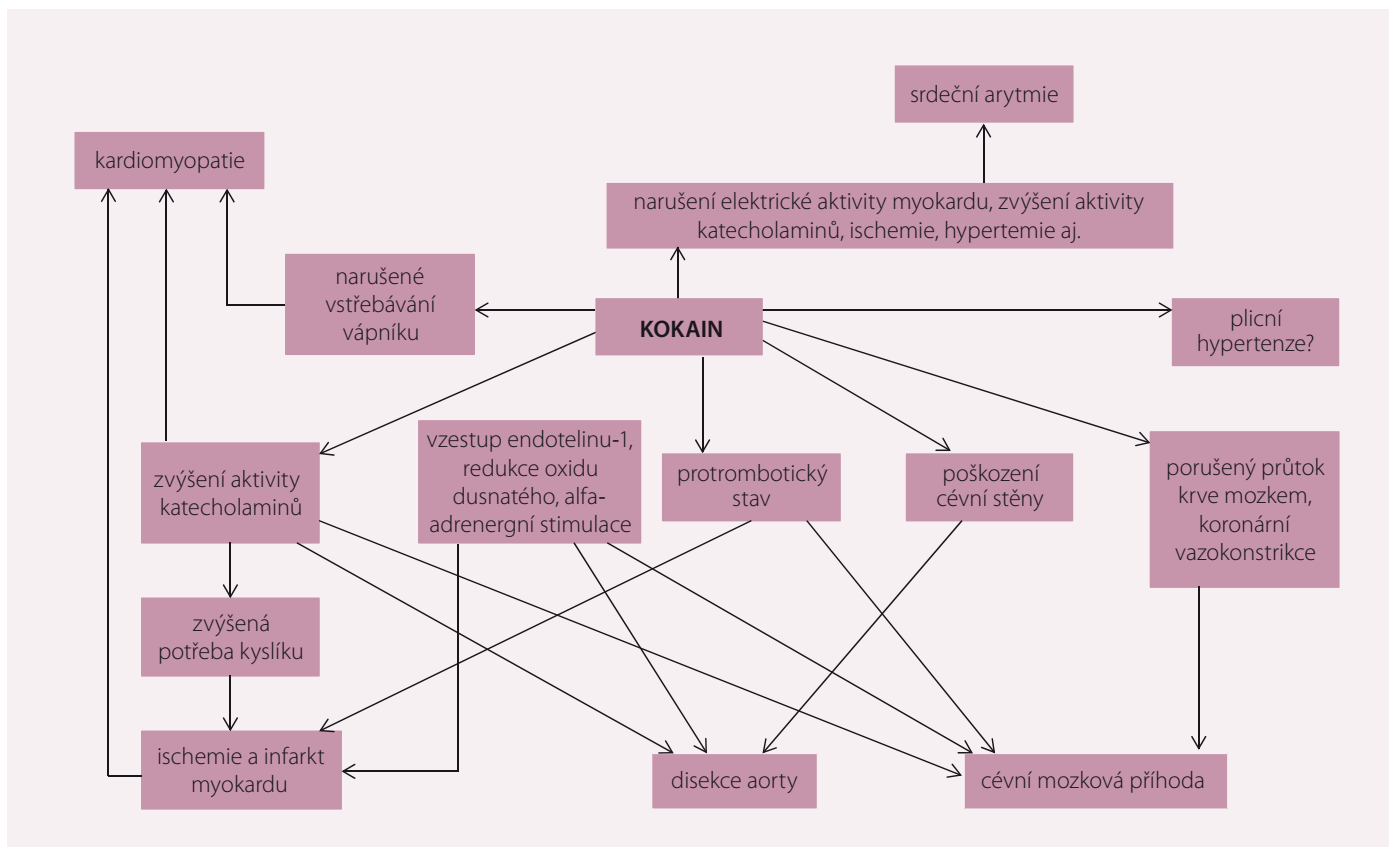 srdeční arytmie
kardiomyopatie
narušení elektrické aktivity myokardu, zvýšení aktivity
katecholaminů, ischemie, hypertemie aj.
narušené
vstřebávání
vápníku
KOKAIN
plicní
hypertenze?
zvýšení aktivity
katecholaminů
vzestup endotelinu-1,
redukce oxidu
dusnatého, alfa-
adrenergní stimulace
protrombotický
stav
poškození
cévní stěny
porušený průtok
krve mozkem,
koronární
vazokonstrikce
zvýšená
potřeba kyslíku
ischemie a infarkt
myokardu
disekce aorty
cévní mozková příhoda